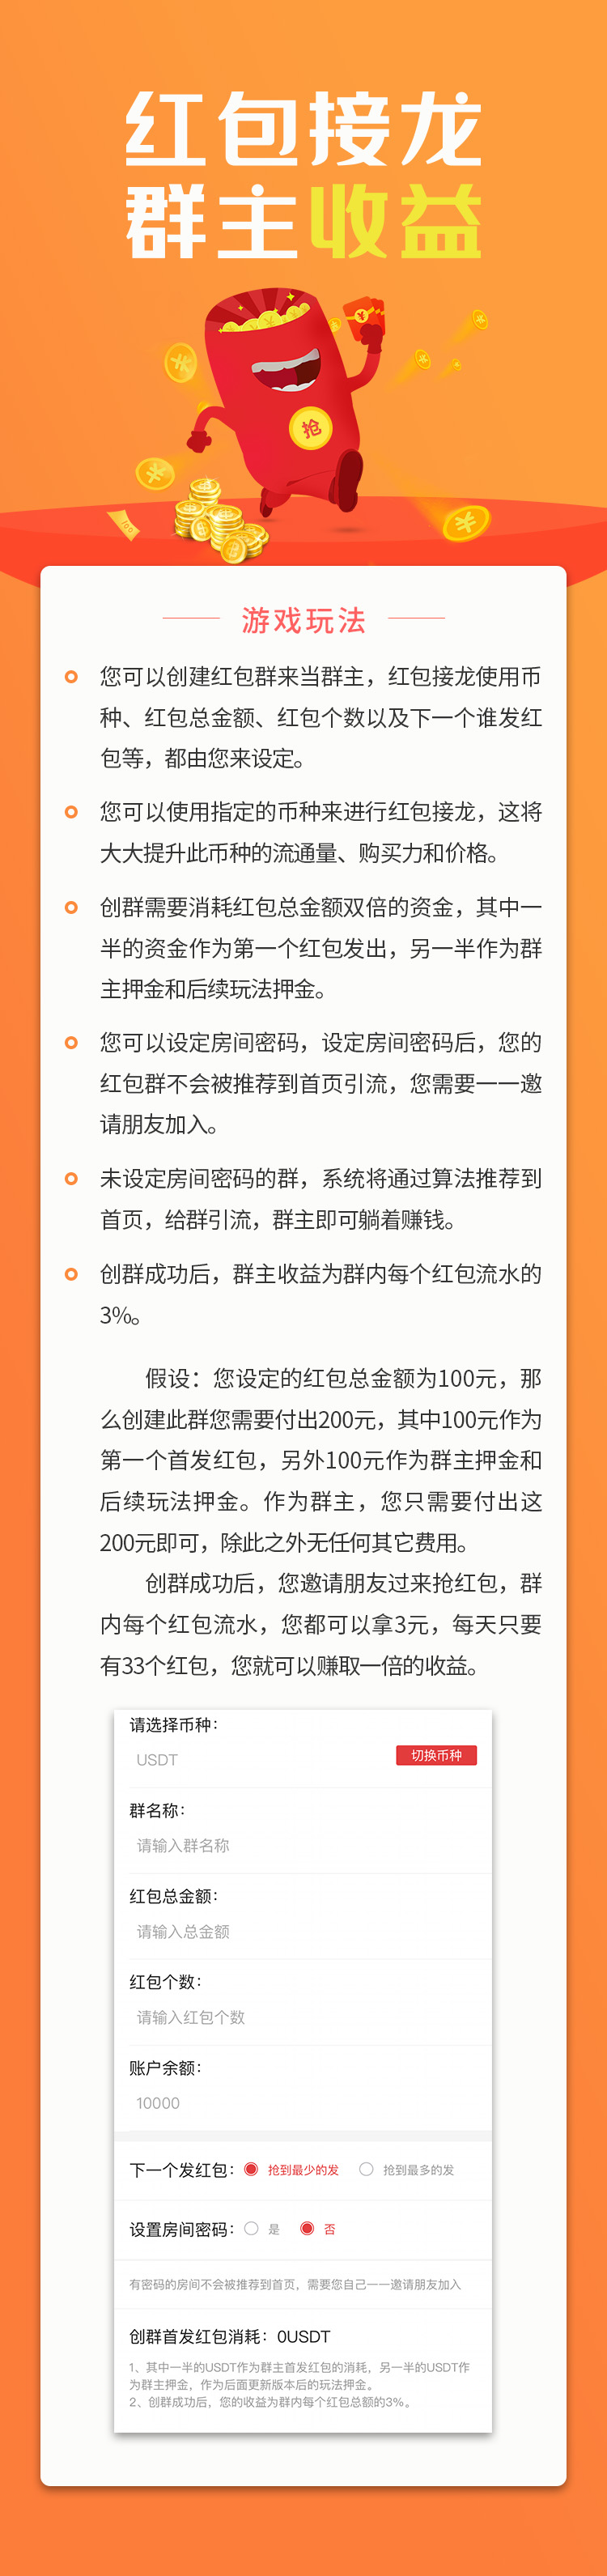 红包接龙
群主收益
抢
100
游戏玩法
您可以创建红包群来当群主，红包接龙使用币
种、红包总金额、红包个数以及下一个谁发红
包等，都由您来设定。
您可以使用指定的币种来进行红包接龙，这将
大大提升此币种的流通量、购买力和价格。
创群需要消耗红包总金额双倍的资金，其中一
半的资金作为第一个红包发出，另一半作为群
主押金和后续玩法押金。
您可以设定房间密码，设定房间密码后，您的
红包群不会被推荐到首页引流，您需要一一邀
请朋友加入。
未设定房间密码的群，系统将通过算法推荐到
首页，给群引流，群主即可躺着赚钱。
创群成功后，群主收益为群内每个红包流水的
3%。
假设：您设定的红包总金额为100元，那
么创建此群您需要付出200元，其中100元作为
第一个首发红包，另外100元作为群主押金和
后续玩法押金。作为群主，您只需要付出这
200元即可，除此之外无任何其它费用。
创群成功后，您邀请朋友过来抢红包，群
内每个红包流水，您都可以拿3元，每天只要
有33个红包，您就可以赚取一倍的收益。
请选择币种：
USDT 切换币种
群名称：
请输入群名称
红包总金额：
请输入总金额
红包个数：
请输入红包个数
账户余额：
10000
下一个发红包： 抢到最少的发 抢到最多的发
设置房间密码： 是 否
有密码的房间不会被推荐到首页，需要您自己一一邀请朋友加入
创群首发红包消耗：0USDT
1、其中一半的USDT作为群主首发红包的消耗，另一半的USDT作
为群主押金，作为后面更新版本后的玩法押金。
2、创群成功后，您的收益为群内每个红包总额的3%。